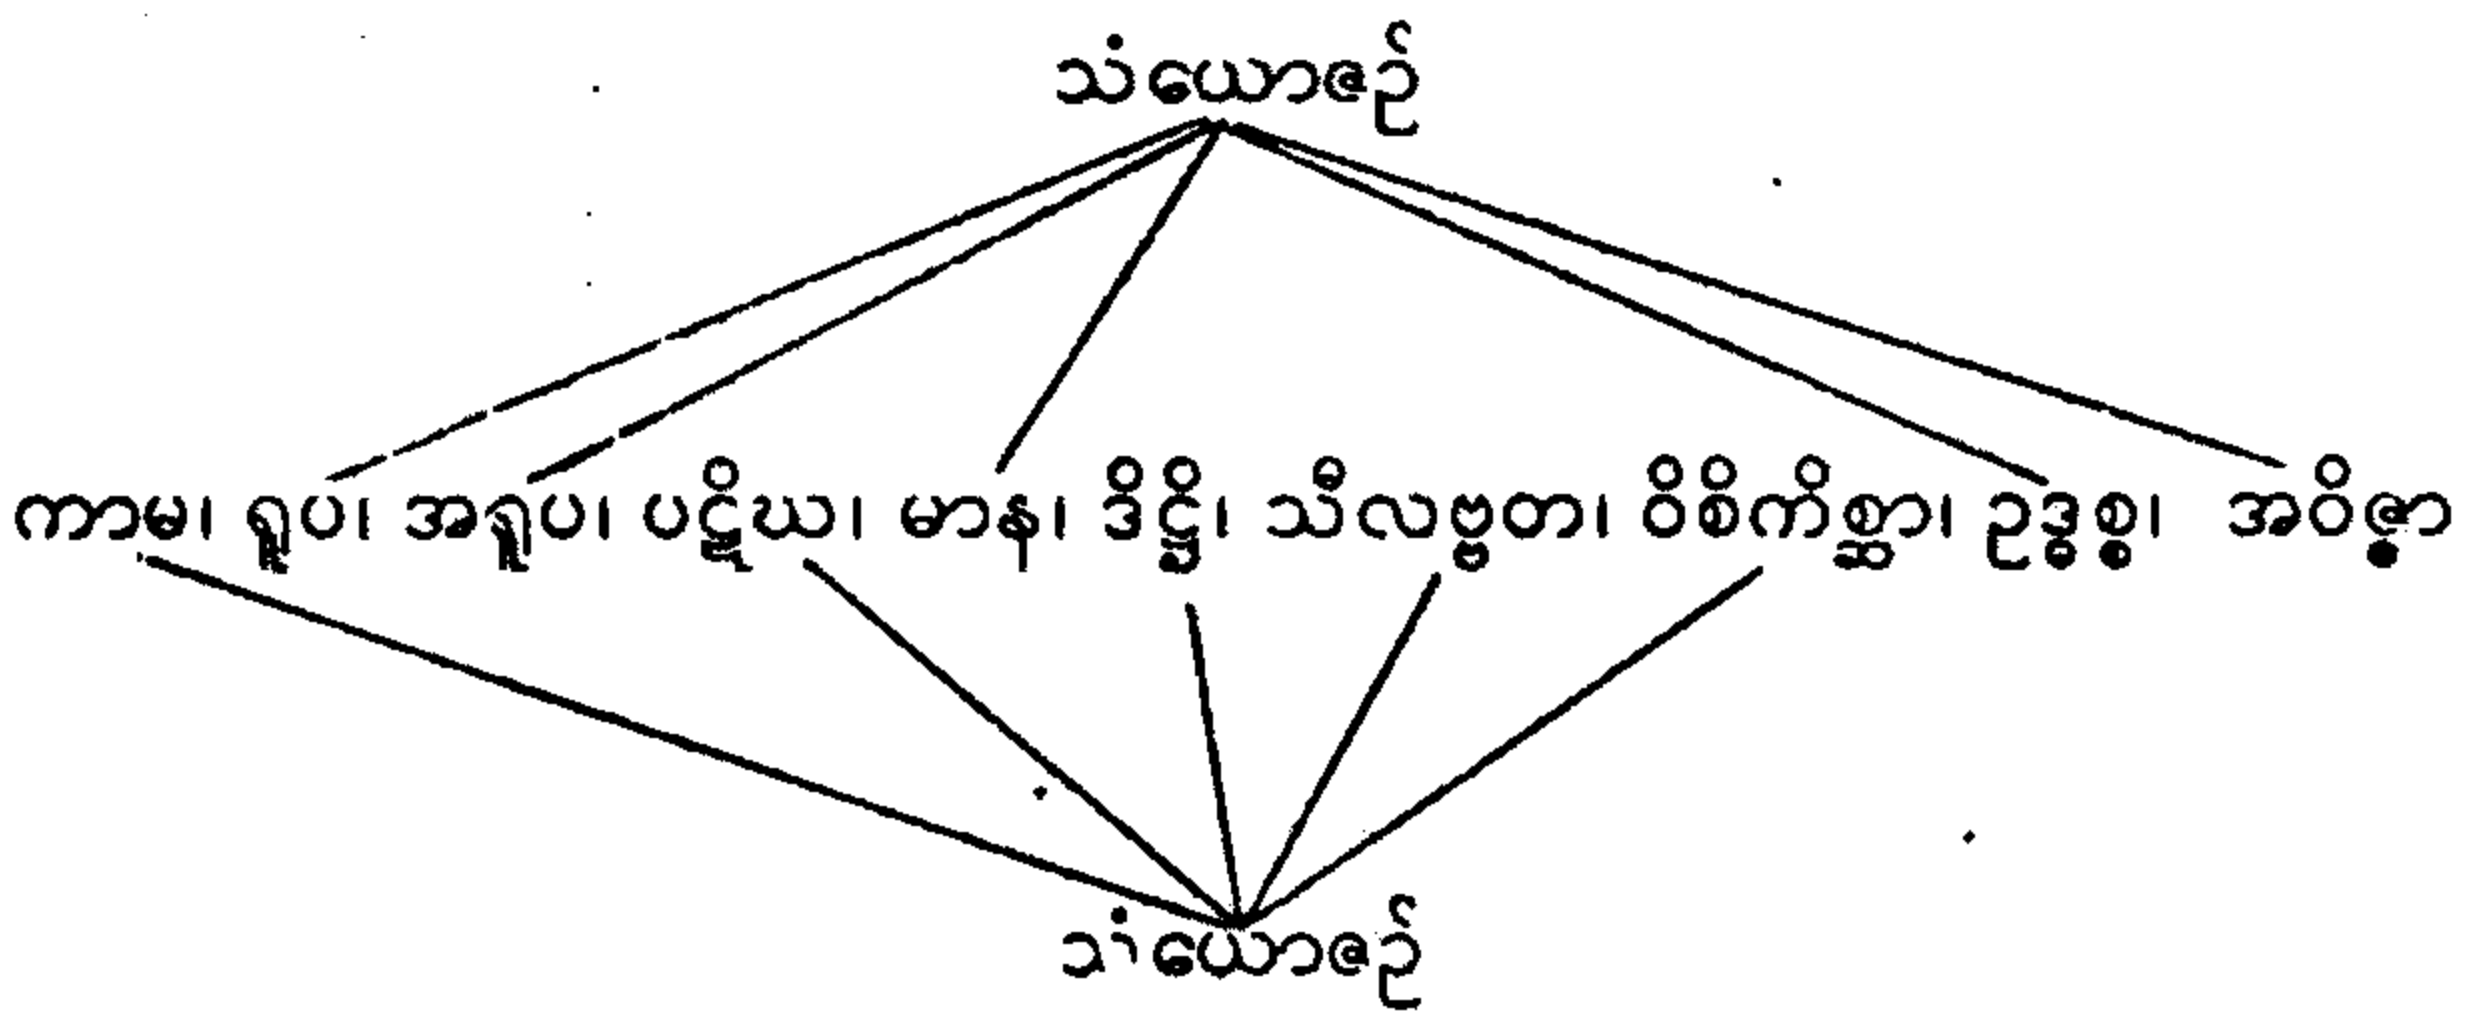 သံယောဇဉ်
ကာမ၊ ရူပ၊ အရူပ၊ ပဋိဃ၊ မာန၊ ဒိဋ္ဌိ၊ သီလဗ္ဗတ၊ ဝိစိကိစ္ဆာ၊ ဥဒ္ဓစ္စ၊ အဝိဇ္ဇာ
သံယောဇဉ်